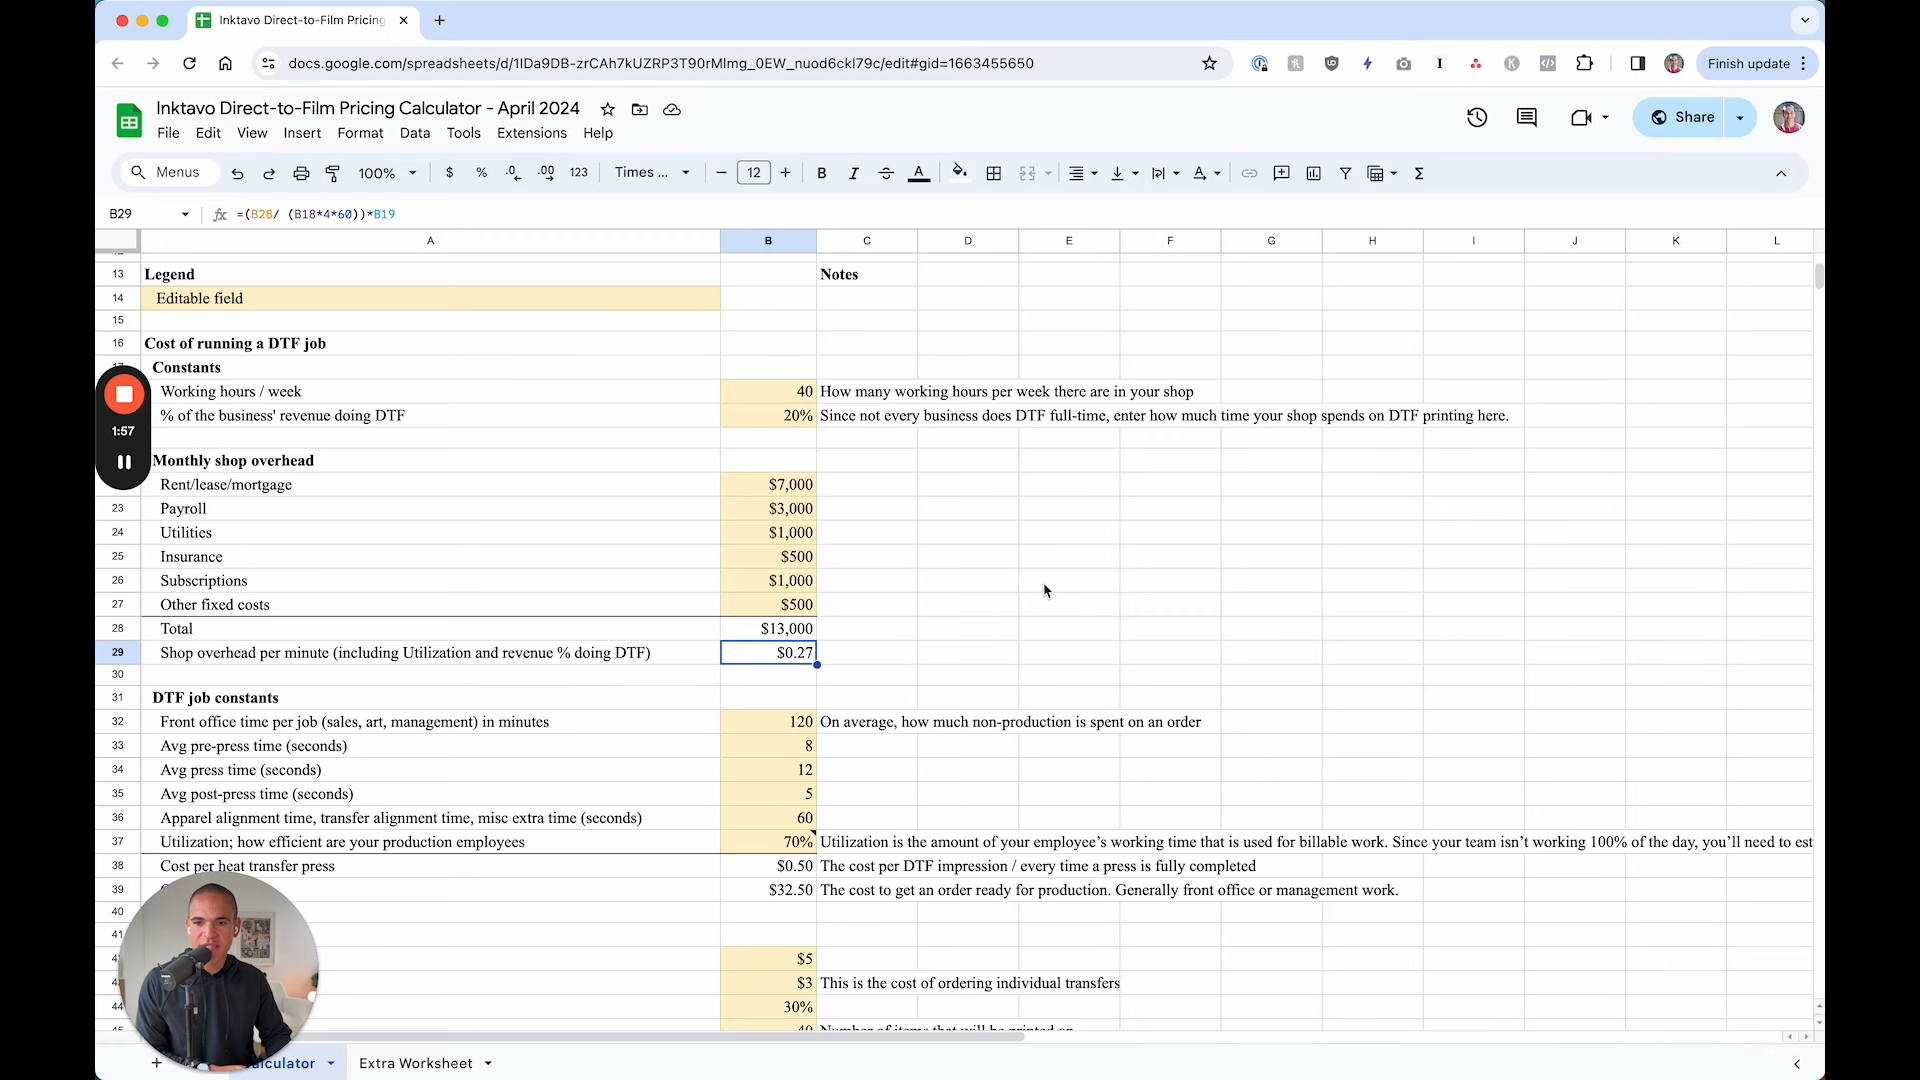 Inktavo Direct-to-Film Pricing
docs.google.com/spreadsheets/d/1IDa9DB-zrCAh7kUZRP3T90rMlmg_0EW_nuod6ckl79c/edit#gid=1663455650
Finish update
Inktavo Direct-to-Film Pricing Calculator - April 2024
File Edit View Insert Format Data Tools Extensions Help
Share
Menus 100% $ % .0 .00 123 Times ... 12 B I
B29 fx =(B28/ (B18*4*60))*B19
A B C D E F G H I J K L
13 Legend Notes
14 Editable field
15
16 Cost of running a DTF job
Constants
Working hours / week 40 How many working hours per week there are in your shop
% of the business' revenue doing DTF 20% Since not every business does DTF full-time, enter how much time your shop spends on DTF printing here.
1:57
Monthly shop overhead
Rent/lease/mortgage $7,000
23 Payroll $3,000
24 Utilities $1,000
25 Insurance $500
26 Subscriptions $1,000
27 Other fixed costs $500
28 Total $13,000
29 Shop overhead per minute (including Utilization and revenue % doing DTF) $0.27
30
31 DTF job constants
32 Front office time per job (sales, art, management) in minutes 120 On average, how much non-production is spent on an order
33 Avg pre-press time (seconds) 8
34 Avg press time (seconds) 12
35 Avg post-press time (seconds) 5
36 Apparel alignment time, transfer alignment time, misc extra time (seconds) 60
37 Utilization; how efficient are your production employees 70% Utilization is the amount of your employee's working time that is used for billable work. Since your team isn't working 100% of the day, you'll need to est
38 Cost per heat transfer press $0.50 The cost per DTF impression / every time a press is fully completed
39 $32.50 The cost to get an order ready for production. Generally front office or management work.
40
41
$5
$3 This is the cost of ordering individual transfers
44 30%
45 40 Number of items that will be printed on
Extra Worksheet